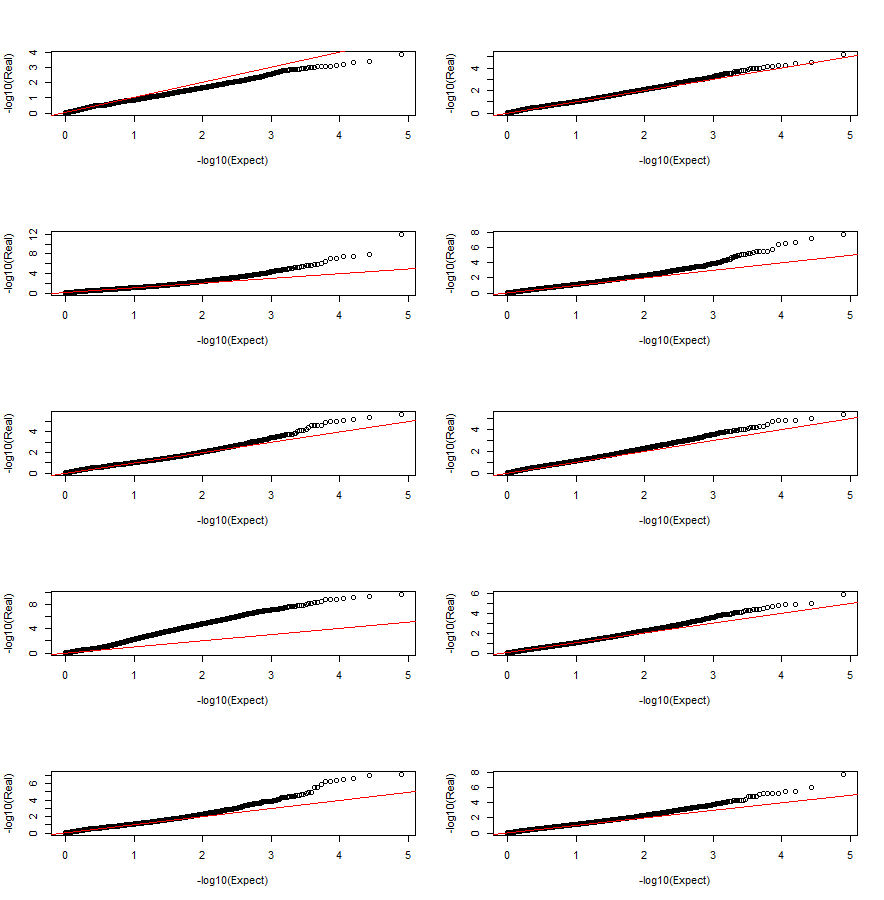 -log10(Real)
0 1 2 3 4
0 1 2 3 4 5
-log10(Expect)
-log10(Real)
0 2 4
0 1 2 3 4 5
-log10(Expect)
-log10(Real)
0 4 8 12
0 1 2 3 4 5
-log10(Expect)
-log10(Real)
0 2 4 6 8
0 1 2 3 4 5
-log10(Expect)
-log10(Real)
0 2 4
0 1 2 3 4 5
-log10(Expect)
-log10(Real)
0 2 4
0 1 2 3 4 5
-log10(Expect)
-log10(Real)
0 4 8
0 1 2 3 4 5
-log10(Expect)
-log10(Real)
0 2 4 6
0 1 2 3 4 5
-log10(Expect)
-log10(Real)
0 2 4 6
0 1 2 3 4 5
-log10(Expect)
-log10(Real)
0 2 4 6 8
0 1 2 3 4 5
-log10(Expect)